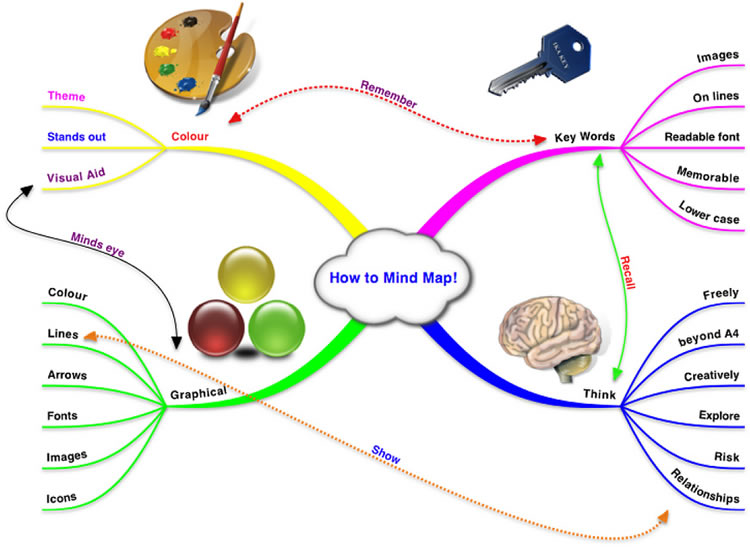 How to Mind Map!
Colour
Theme
Stands out
Visual Aid
Remember
Key Words
Images
On lines
Readable font
Memorable
Lower case
Recall
Think
Freely
beyond A4
Creatively
Explore
Risk
Relationships
Show
Graphical
Colour
Lines
Arrows
Fonts
Images
Icons
Minds eye